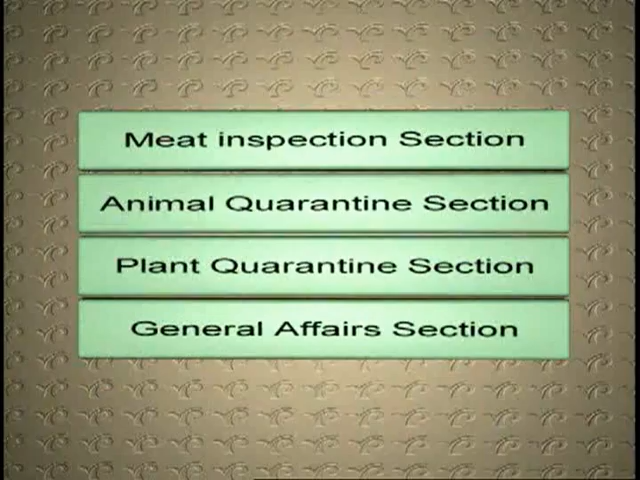 Meat inspection Section
Animal Quarantine Section
Plant Quarantine Section
General Affairs Section